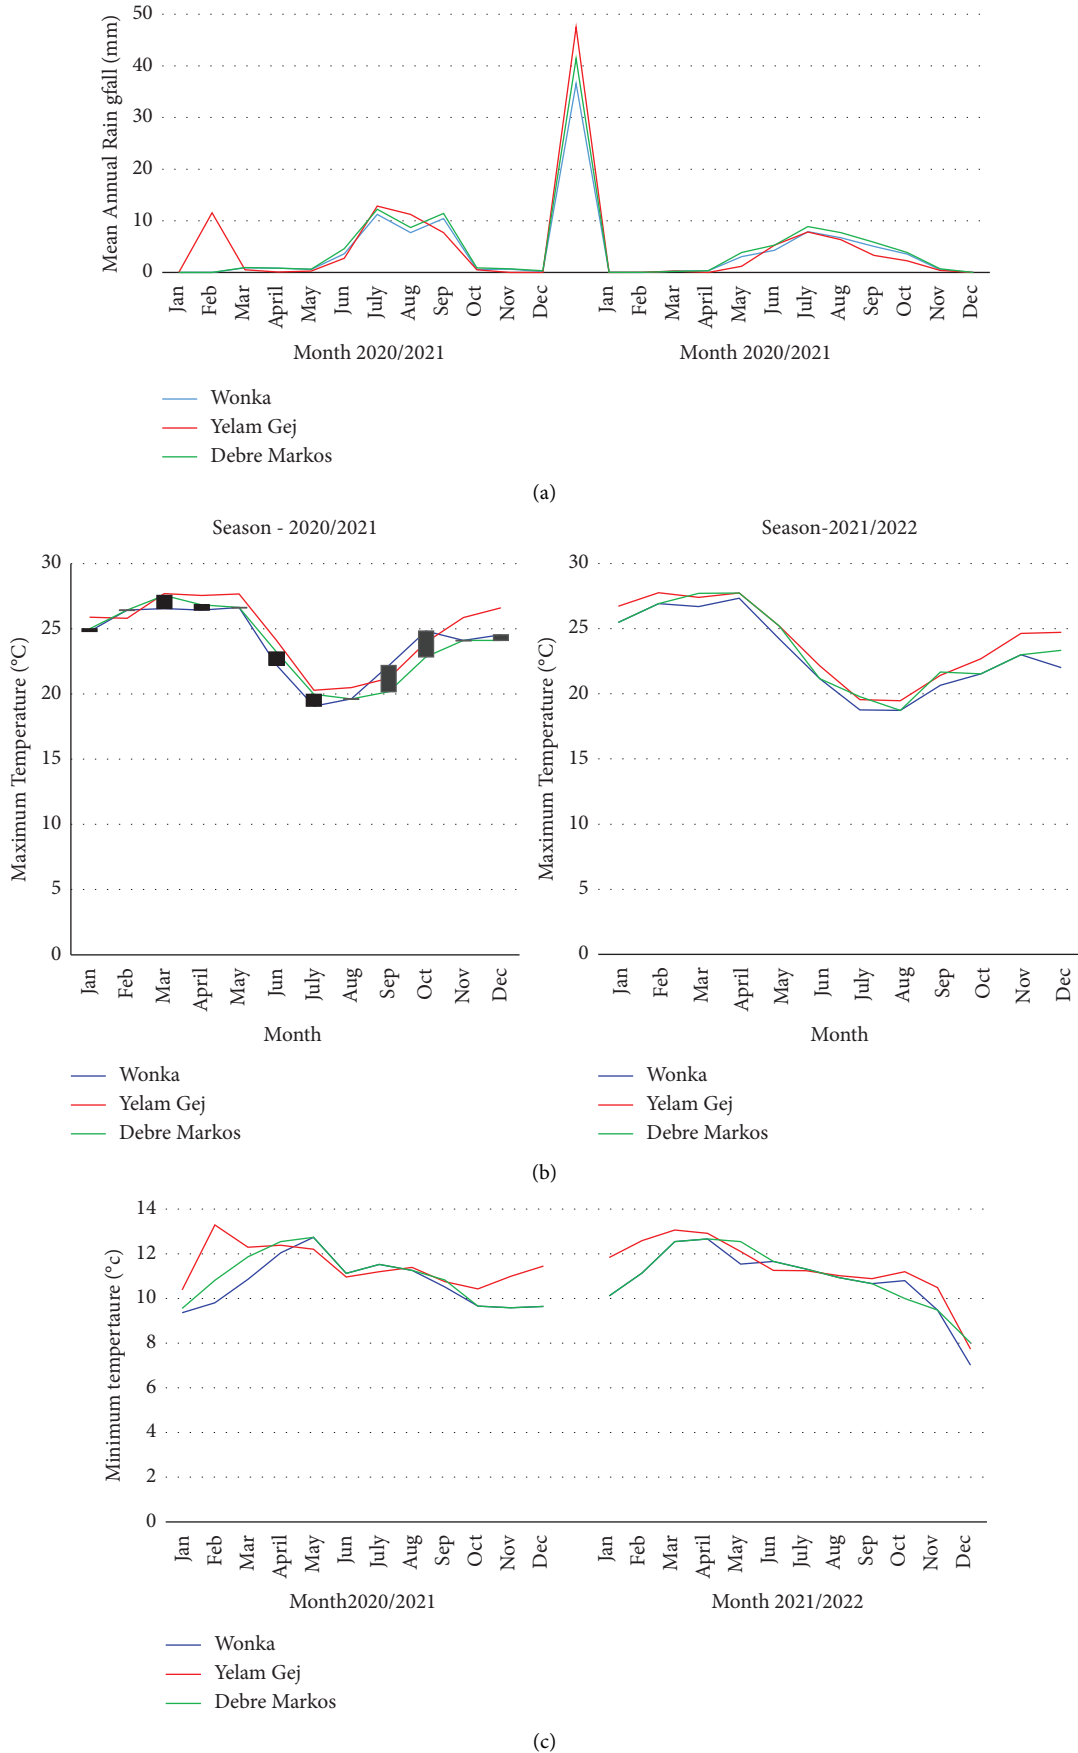 Mean Annual Rain gfall (mm)
50
40
30
20
10
0
Jan Feb Mar April May Jun July Aug Sep Oct Nov Dec Jan Feb Mar April May Jun July Aug Sep Oct Nov Dec
Month 2020/2021 Month 2020/2021
Wonka
Yelam Gej
Debre Markos
(a)
Season - 2020/2021
Maximum Temperature (°C)
30
25
20
15
10
5
0
Jan Feb Mar April May Jun July Aug Sep Oct Nov Dec
Month
Wonka
Yelam Gej
Debre Markos
Season-2021/2022
Maximum Temperature (°C)
30
25
20
15
10
5
0
Jan Feb Mar April May Jun July Aug Sep Oct Nov Dec
Month
Wonka
Yelam Gej
Debre Markos
(b)
Minimum tempertaure (°c)
14
12
10
8
6
4
2
0
Jan Feb Mar April May Jun July Aug Sep Oct Nov Dec Jan Feb Mar April May Jun July Aug Sep Oct Nov Dec
Month2020/2021 Month 2021/2022
Wonka
Yelam Gej
Debre Markos
(c)